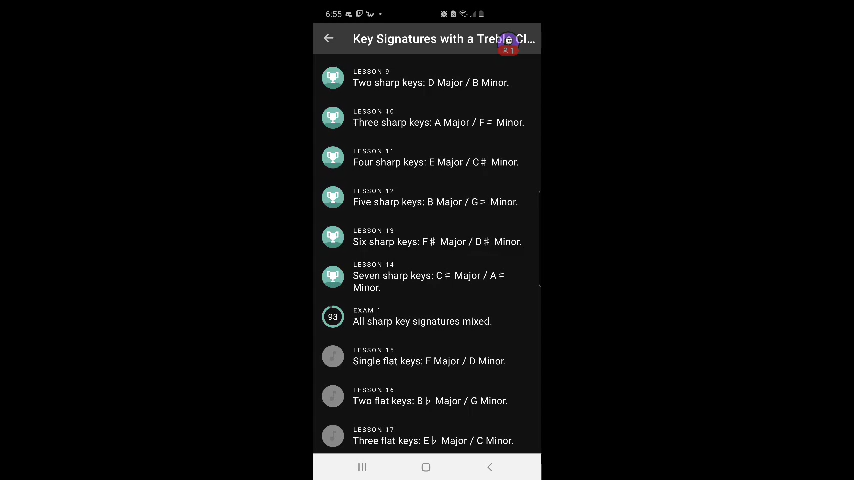 6:55
Key Signatures with a Treble Cl...
1
LESSON 9
Two sharp keys: D Major / B Minor.
LESSON 10
Three sharp keys: A Major / F♯ Minor.
LESSON 11
Four sharp keys: E Major / C♯ Minor.
LESSON 12
Five sharp keys: B Major / G♯ Minor.
LESSON 13
Six sharp keys: F♯ Major / D♯ Minor.
LESSON 14
Seven sharp keys: C♯ Major / A♯
Minor.
93
EXAM 1
All sharp key signatures mixed.
LESSON 15
Single flat keys: F Major / D Minor.
LESSON 16
Two flat keys: B♭ Major / G Minor.
LESSON 17
Three flat keys: E♭ Major / C Minor.